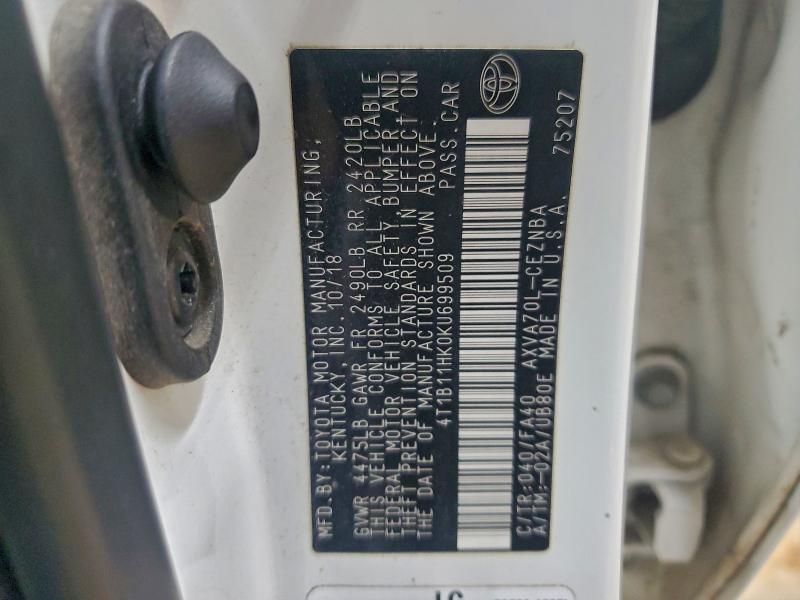 MFD. BY: TOYOTA MOTOR MANUFACTURING,
KENTUCKY, INC. 10/18
GVWR 4475LB GAWR FR 2490LB RR 2420LB
THIS VEHICLE CONFORMS TO ALL APPLICABLE
FEDERAL MOTOR VEHICLE SAFETY, BUMPER, AND
THEFT PREVENTION STANDARDS IN EFFECT ON
THE DATE OF MANUFACTURE SHOWN ABOVE.
4T1B11HK0KU699509 PASS.CAR
C/TR:040/FA40 AXVA70L-CEZNBA
A/TM:-02A/UB80E MADE IN U.S.A.
75207